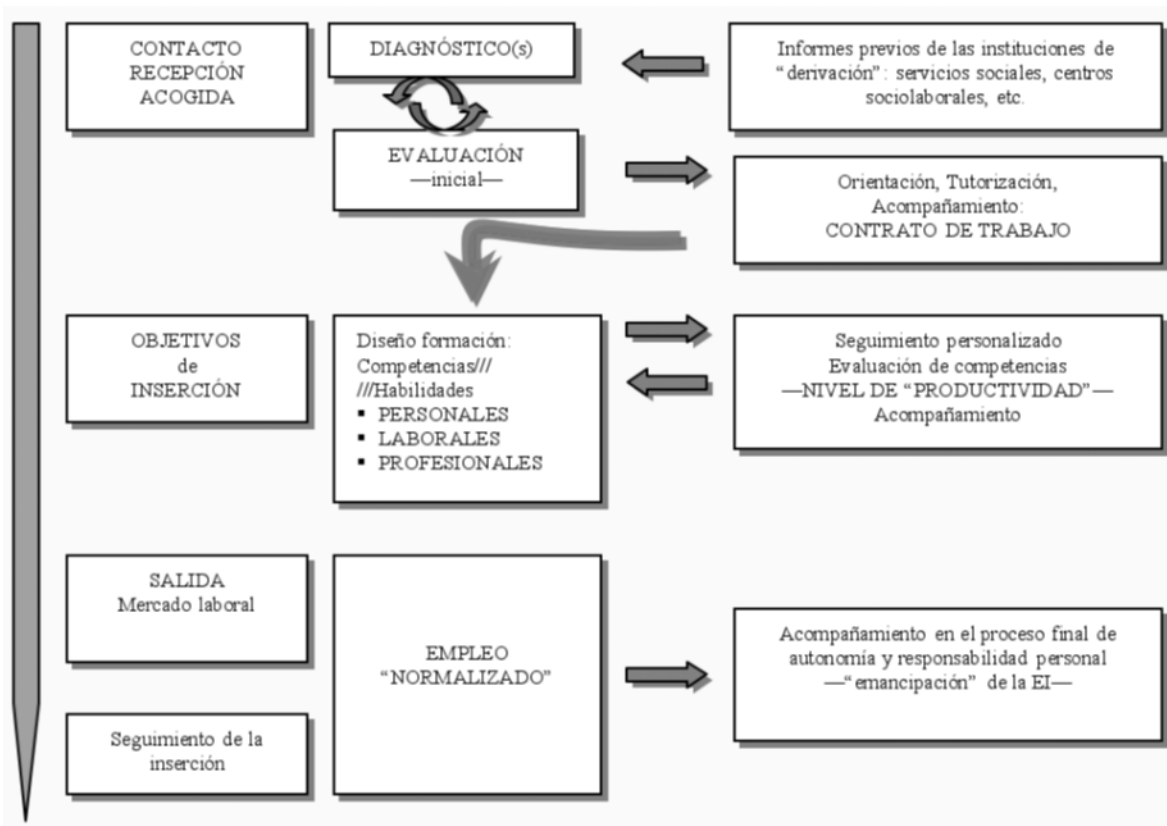 CONTACTO
RECEPCIÓN
ACOGIDA
DIAGNÓSTICO(s)
Informes previos de las instituciones de
“derivación”: servicios sociales, centros
sociolaborales, etc.
EVALUACIÓN
—inicial—
Orientación, Tutorización,
Acompañamiento:
CONTRATO DE TRABAJO
OBJETIVOS
de
INSERCIÓN
Diseño formación:
Competencias///
///Habilidades
▪ PERSONALES
▪ LABORALES
▪ PROFESIONALES
Seguimiento personalizado
Evaluación de competencias
—NIVEL DE “PRODUCTIVIDAD”—
Acompañamiento
SALIDA
Mercado laboral
EMPLEO
“NORMALIZADO”
Acompañamiento en el proceso final de
autonomía y responsabilidad personal
—“emancipación” de la EI—
Seguimiento de la
inserción